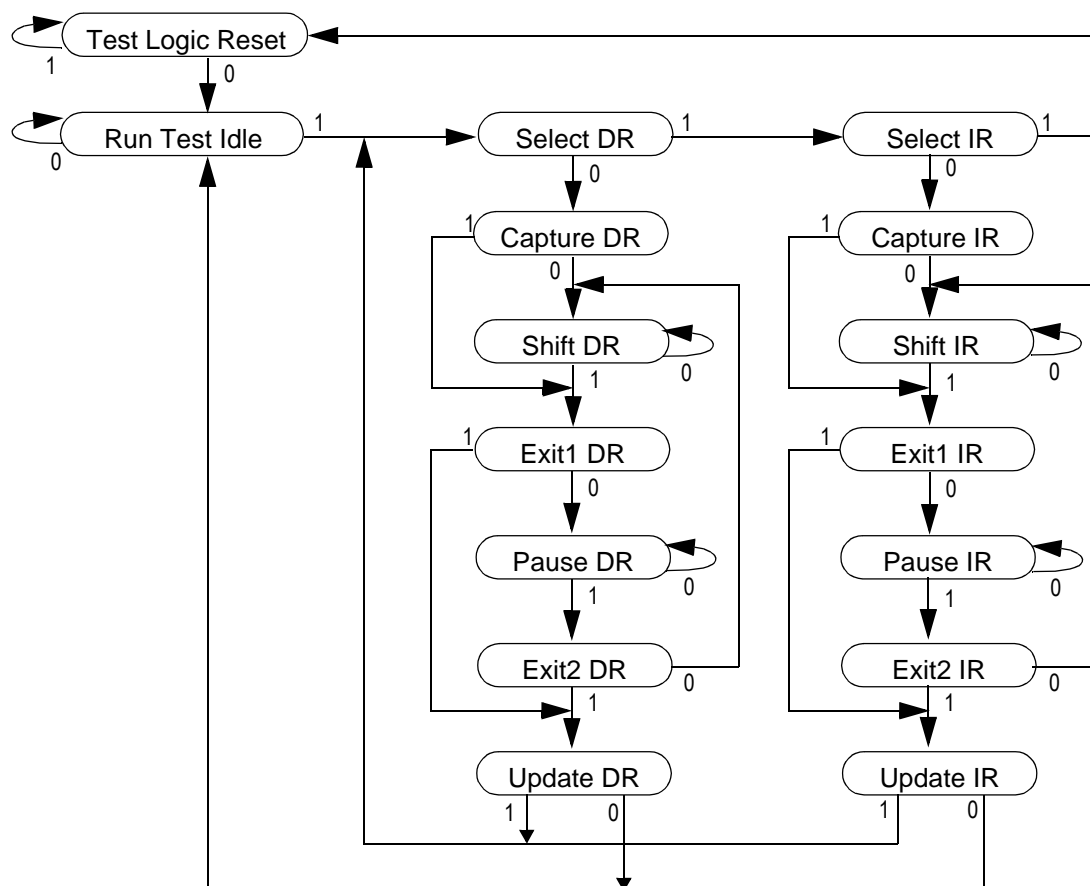 Test Logic Reset
1
0
Run Test Idle
1
Select DR
1
Select IR
1
0
0
0
1
Capture DR
1
Capture IR
0
0
Shift DR
Shift IR
0
0
1
1
1
Exit1 DR
1
Exit1 IR
0
0
Pause DR
Pause IR
0
0
1
1
Exit2 DR
Exit2 IR
0
0
1
1
Update DR
Update IR
1
0
1
0